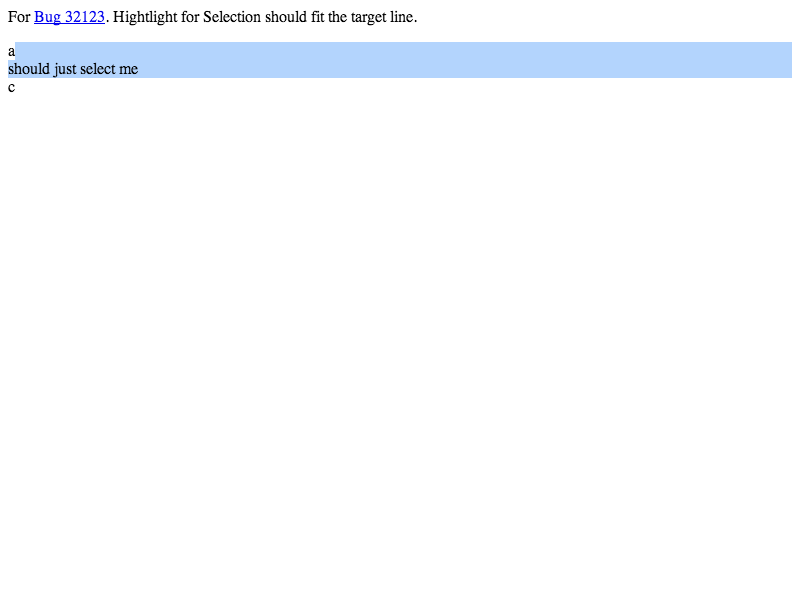 For Bug 32123. Hightlight for Selection should fit the target line.
a
should just select me
c